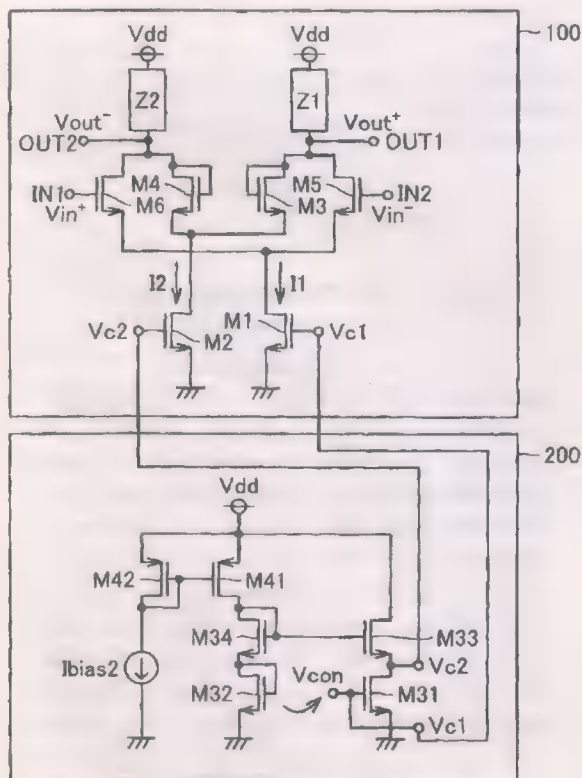 100
Vdd
Vdd
Z2
Z1
Vout⁻
Vout⁺
OUT2
OUT1
IN1
M4
M5
IN2
Vin⁺
M6
M3
Vin⁻
I2
I1
Vc2
M1
Vc1
M2
200
Vdd
M42
M41
M34
M33
Ibias2
M32
Vcon
Vc2
M31
Vc1